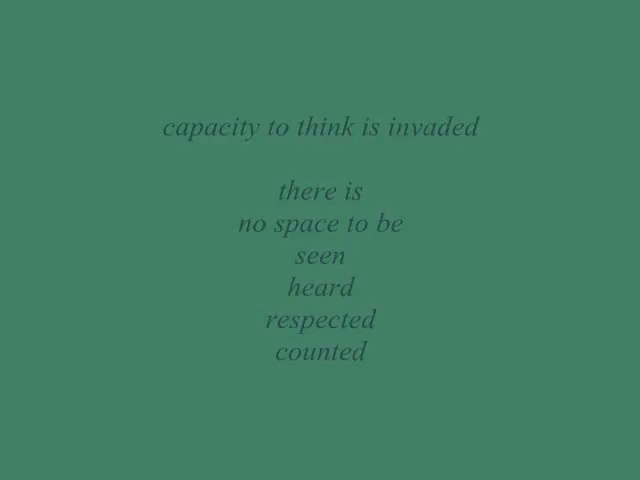 capacity to think is invaded
there is
no space to be
seen
heard
respected
counted